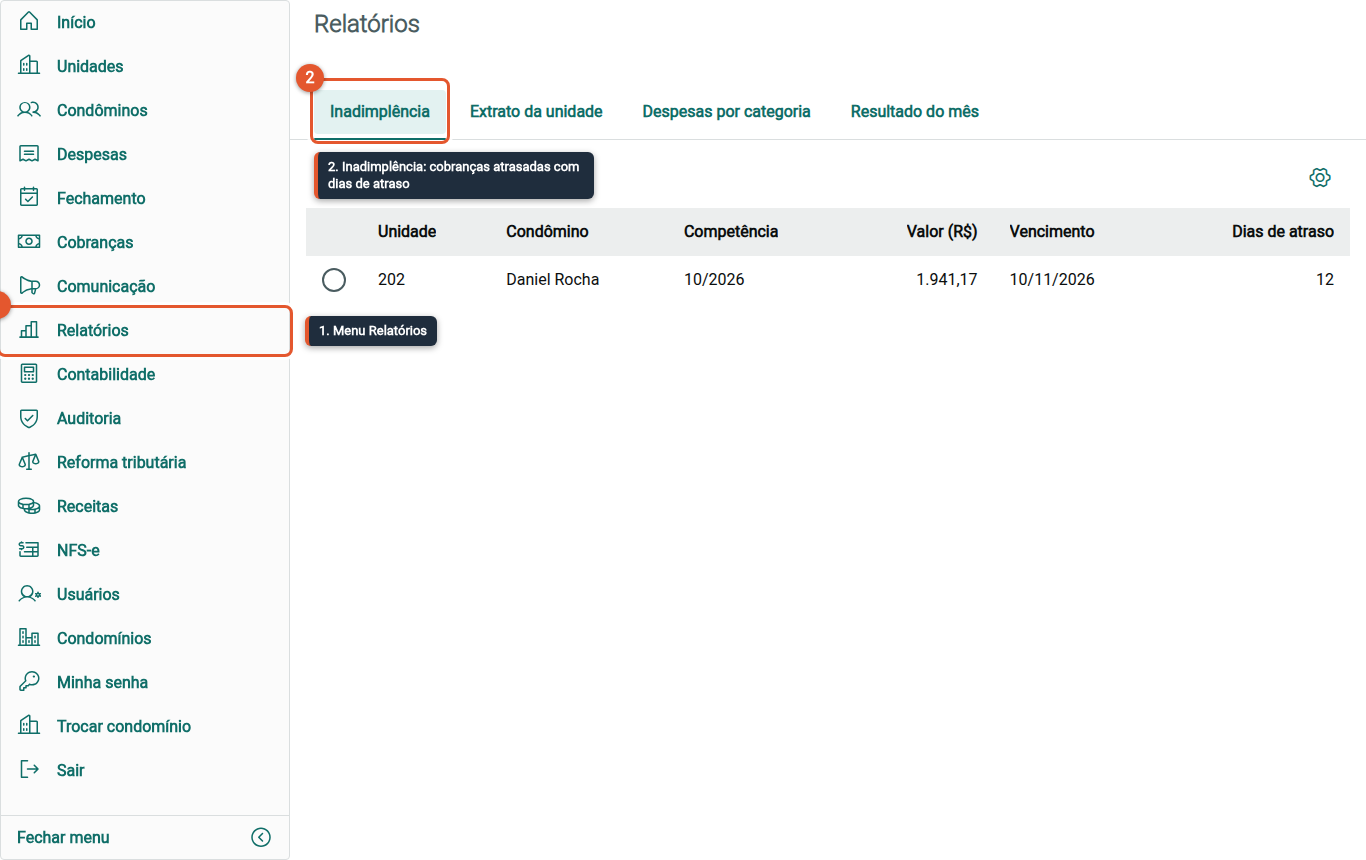 Início
Unidades
Condôminos
Despesas
Fechamento
Cobranças
Comunicação
Relatórios
Contabilidade
Auditoria
Reforma tributária
Receitas
NFS-e
Usuários
Condomínios
Minha senha
Trocar condomínio
Sair
Fechar menu
Relatórios
2
Inadimplência Extrato da unidade Despesas por categoria Resultado do mês
2. Inadimplência: cobranças atrasadas com
dias de atraso
Unidade Condômino Competência Valor (R$) Vencimento Dias de atraso
202 Daniel Rocha 10/2026 1.941,17 10/11/2026 12
1. Menu Relatórios